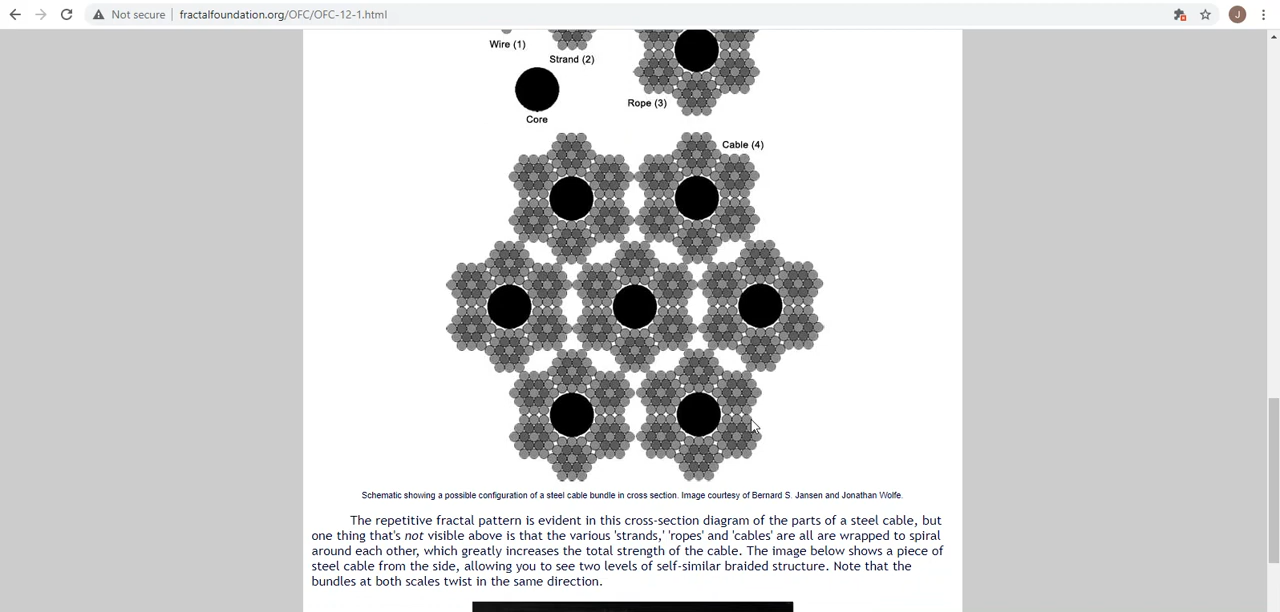 Not secure fractalfoundation.org/OFC/OFC-12-1.html J
Wire (1)
Strand (2)
Rope (3)
Core
Cable (4)
Schematic showing a possible configuration of a steel cable bundle in cross section. Image courtesy of Bernard S. Jansen and Jonathan Wolfe.
The repetitive fractal pattern is evident in this cross-section diagram of the parts of a steel cable, but
one thing that's not visible above is that the various 'strands,' 'ropes' and 'cables' are all are wrapped to spiral
around each other, which greatly increases the total strength of the cable. The image below shows a piece of
steel cable from the side, allowing you to see two levels of self-similar braided structure. Note that the
bundles at both scales twist in the same direction.